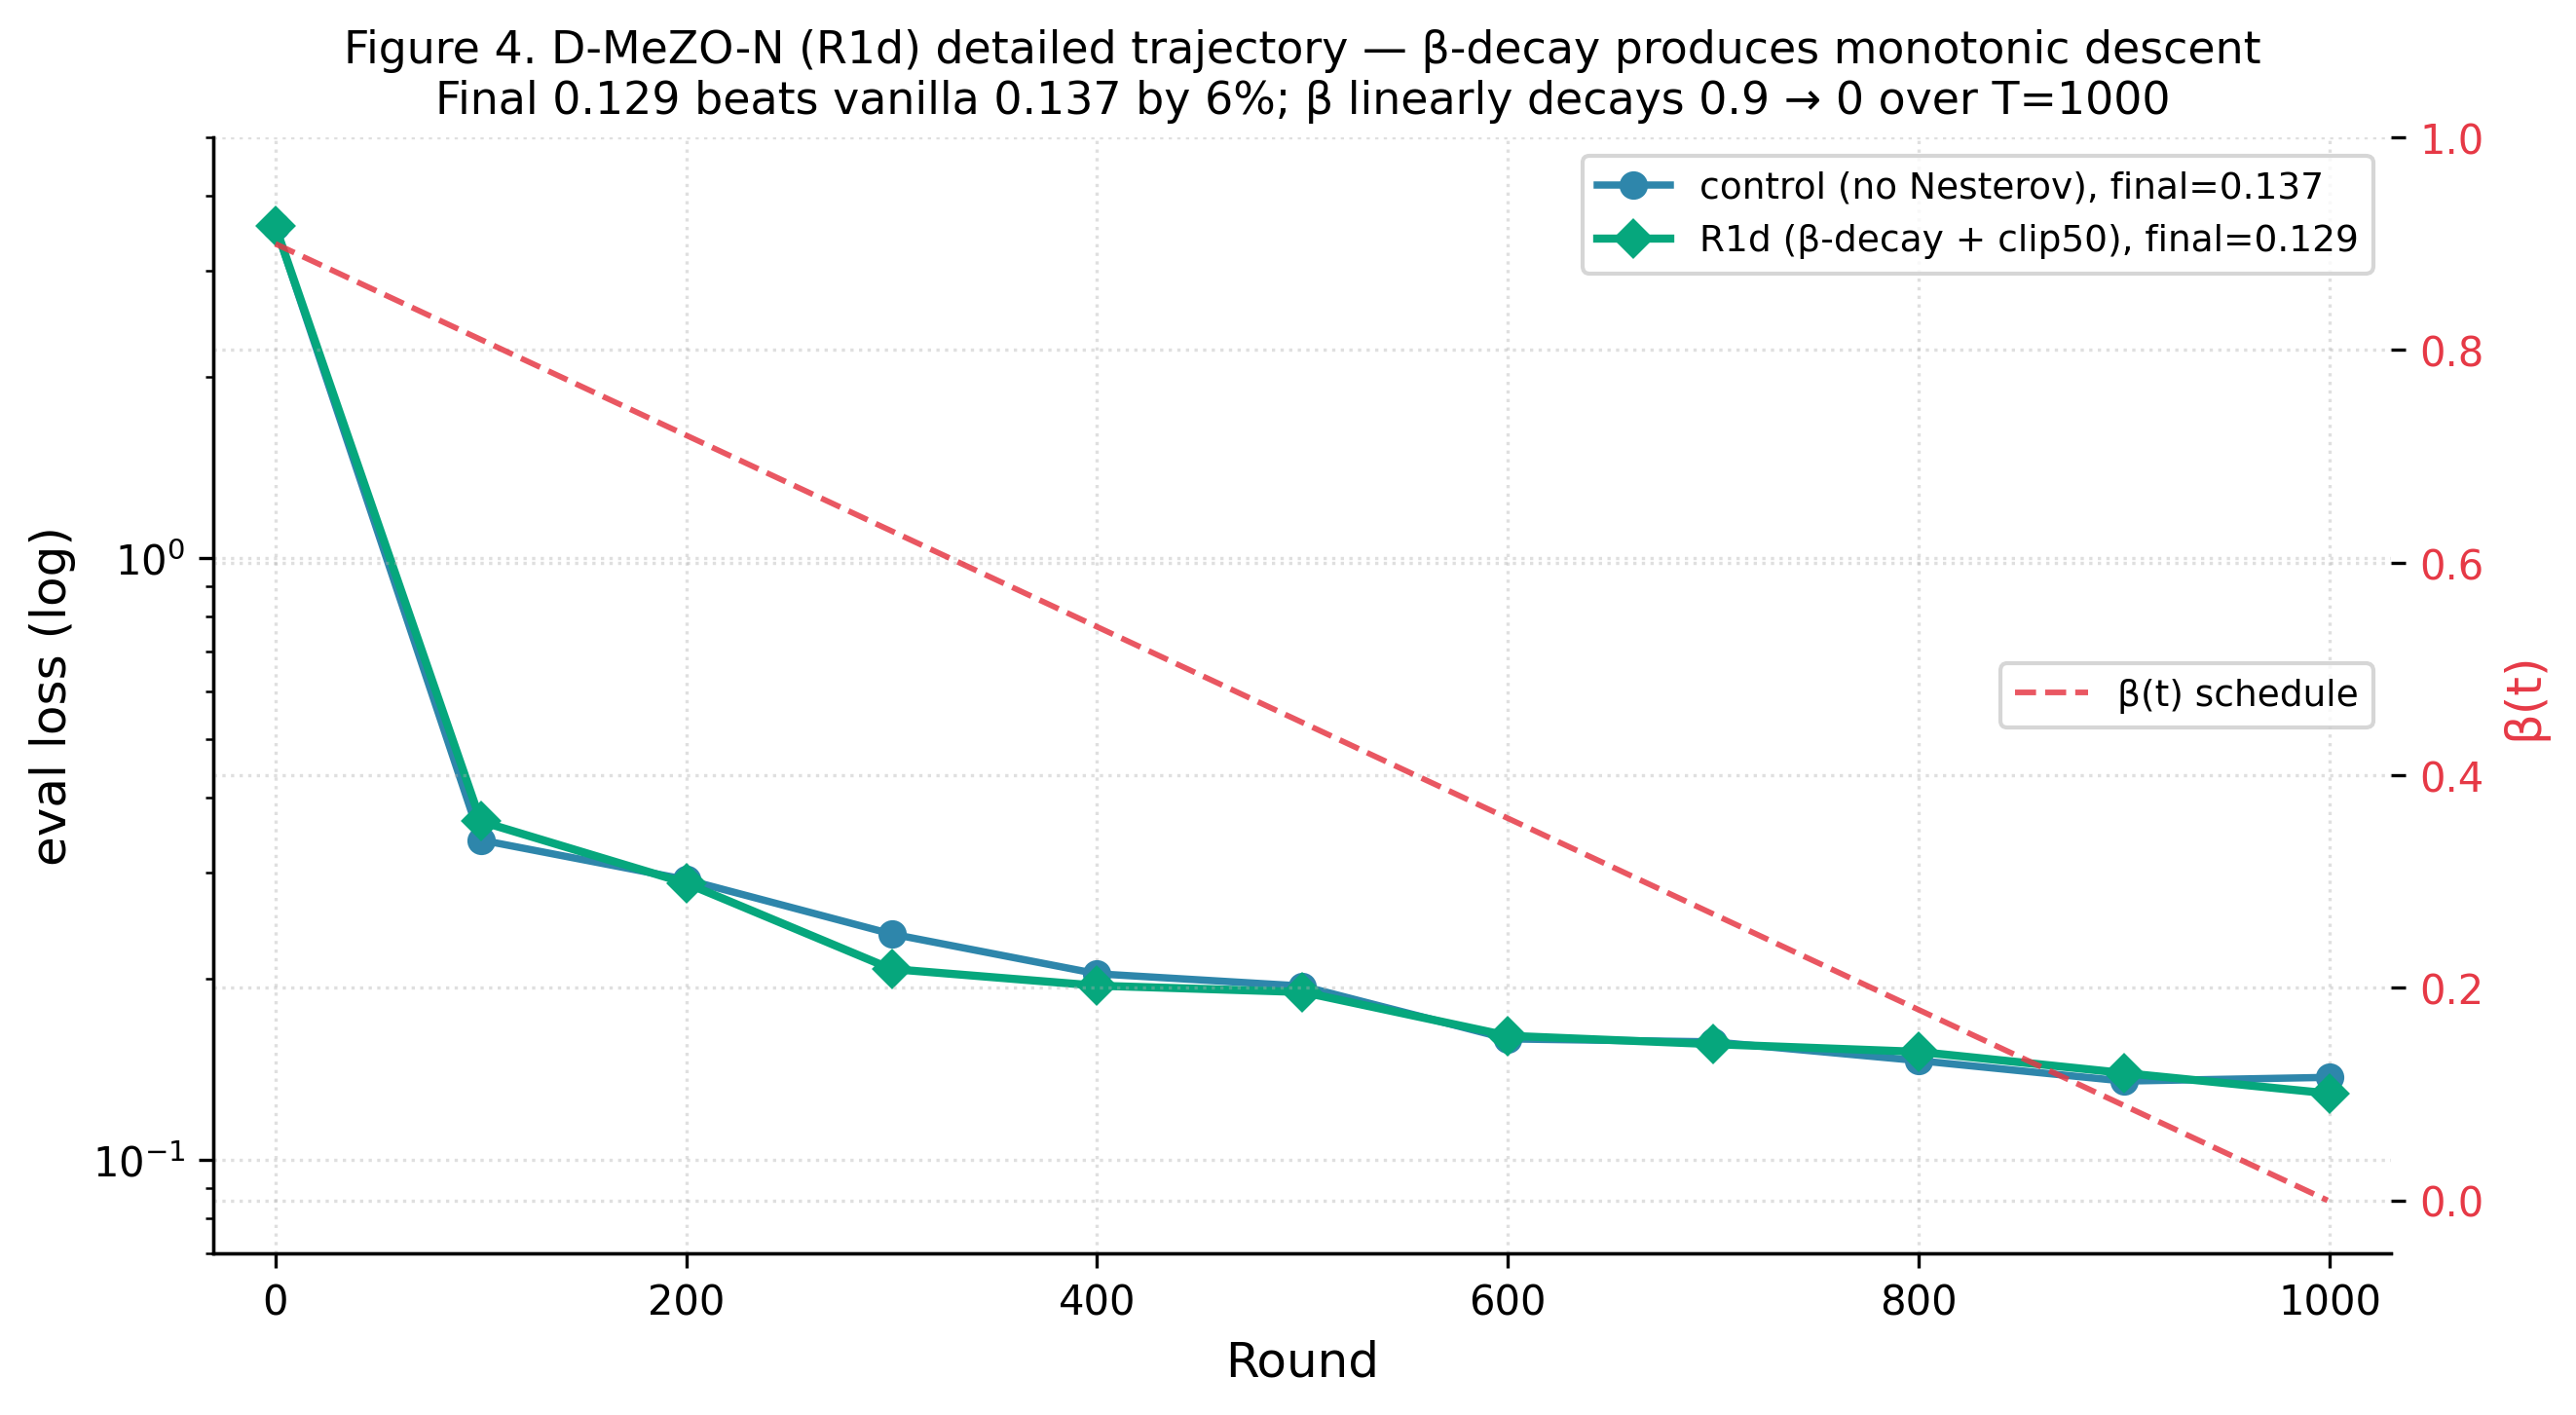 Figure 4. D-MeZO-N (R1d) detailed trajectory — β-decay produces monotonic descent
Final 0.129 beats vanilla 0.137 by 6%; β linearly decays 0.9 → 0 over T=1000
control (no Nesterov), final=0.137
R1d (β-decay + clip50), final=0.129
β(t) schedule
eval loss (log)
10⁰
10⁻¹
1.0
0.8
0.6
0.4
0.2
0.0
β(t)
0 200 400 600 800 1000
Round